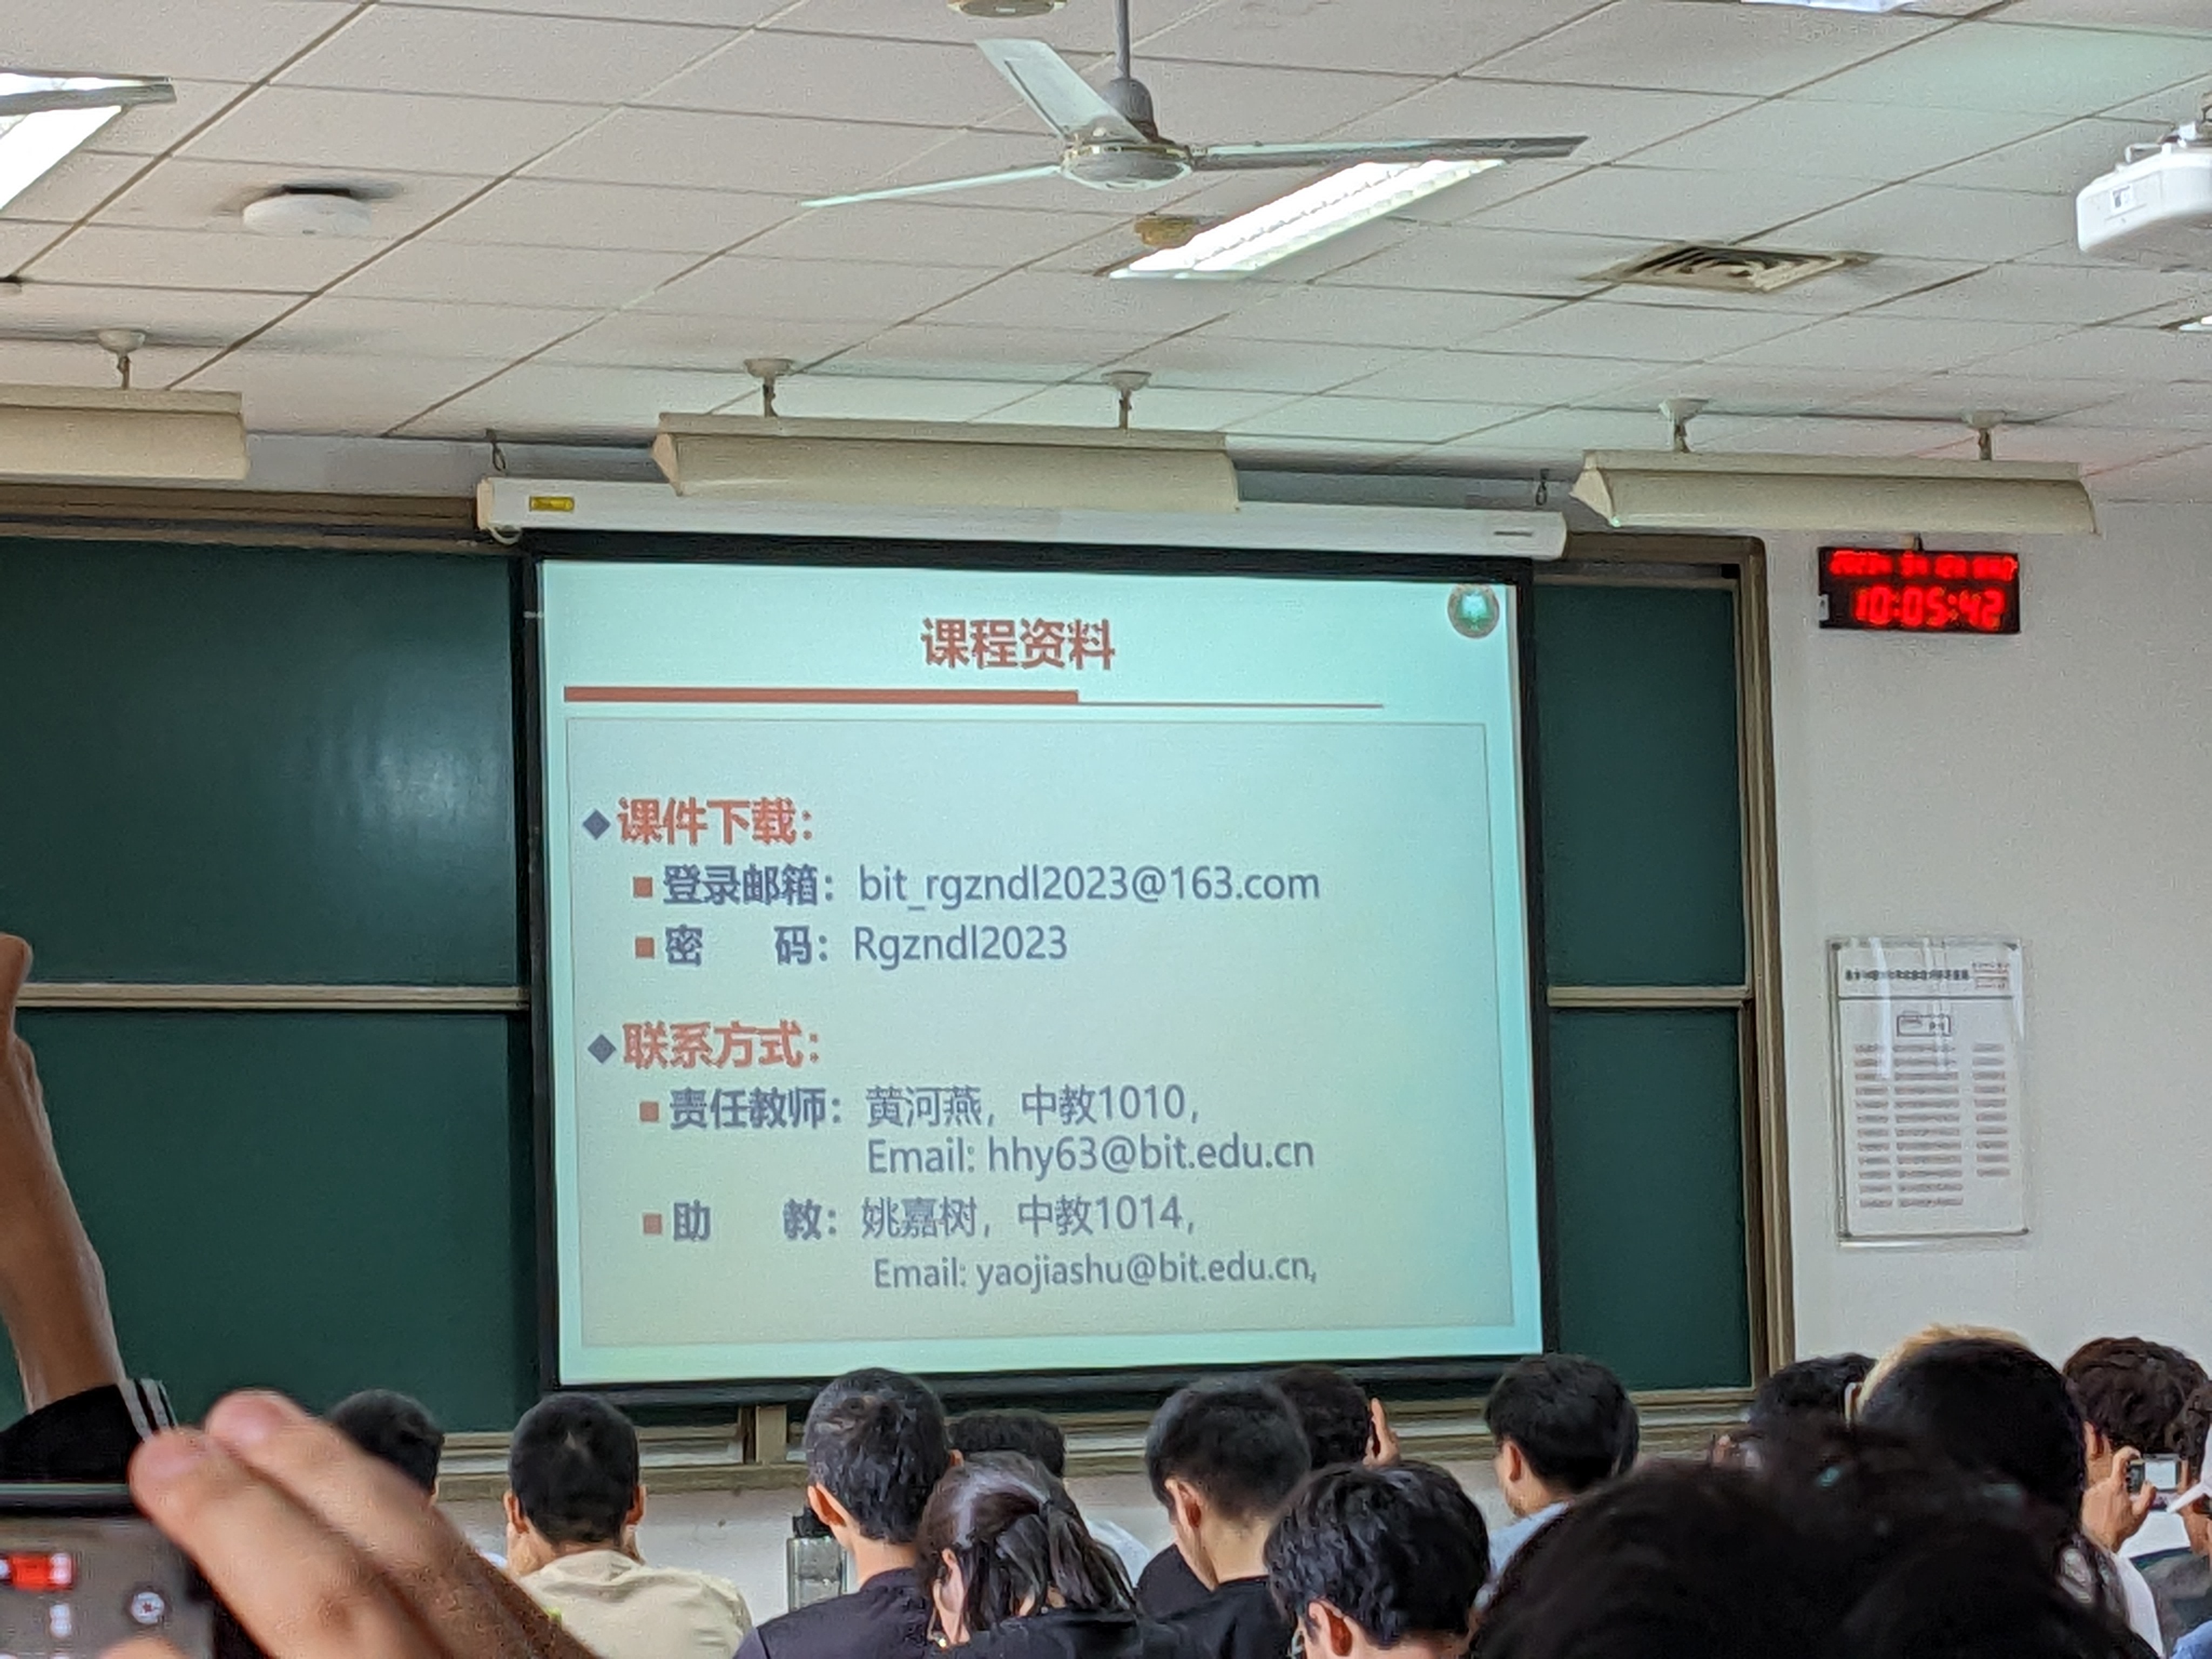 10:05:42
课程资料
课件下载：
登录邮箱：bit_rgzndl2023@163.com
密 码：Rgzndl2023
联系方式：
责任教师：黄河燕，中教1010，
Email: hhy63@bit.edu.cn
助 教：姚嘉树，中教1014，
Email: yaojiashu@bit.edu.cn,